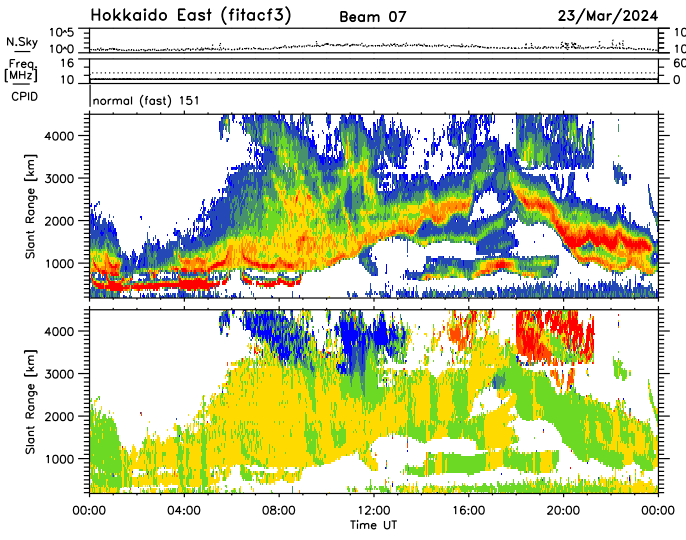 Hokkaido East (fitacf3) Beam 07 23/Mar/2024
N.Sky 10^5 10^0 10 10
Freq. [MHz] 16 10 60 0
CPID normal (fast) 151
Slant Range [km] 4000 3000 2000 1000
Slant Range [km] 4000 3000 2000 1000
00:00 04:00 08:00 12:00 16:00 20:00 00:00
Time UT